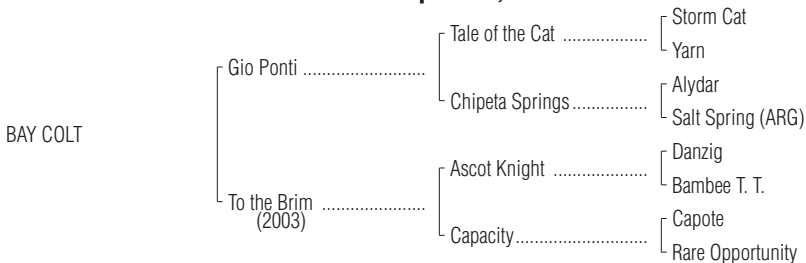 Storm Cat
Tale of the Cat ..................
Yarn
Gio Ponti ..........................
Alydar
Chipeta Springs................
Salt Spring (ARG)
BAY COLT
Danzig
Ascot Knight ....................
Bambee T. T.
To the Brim ......................
(2003)
Capote
Capacity............................
Rare Opportunity